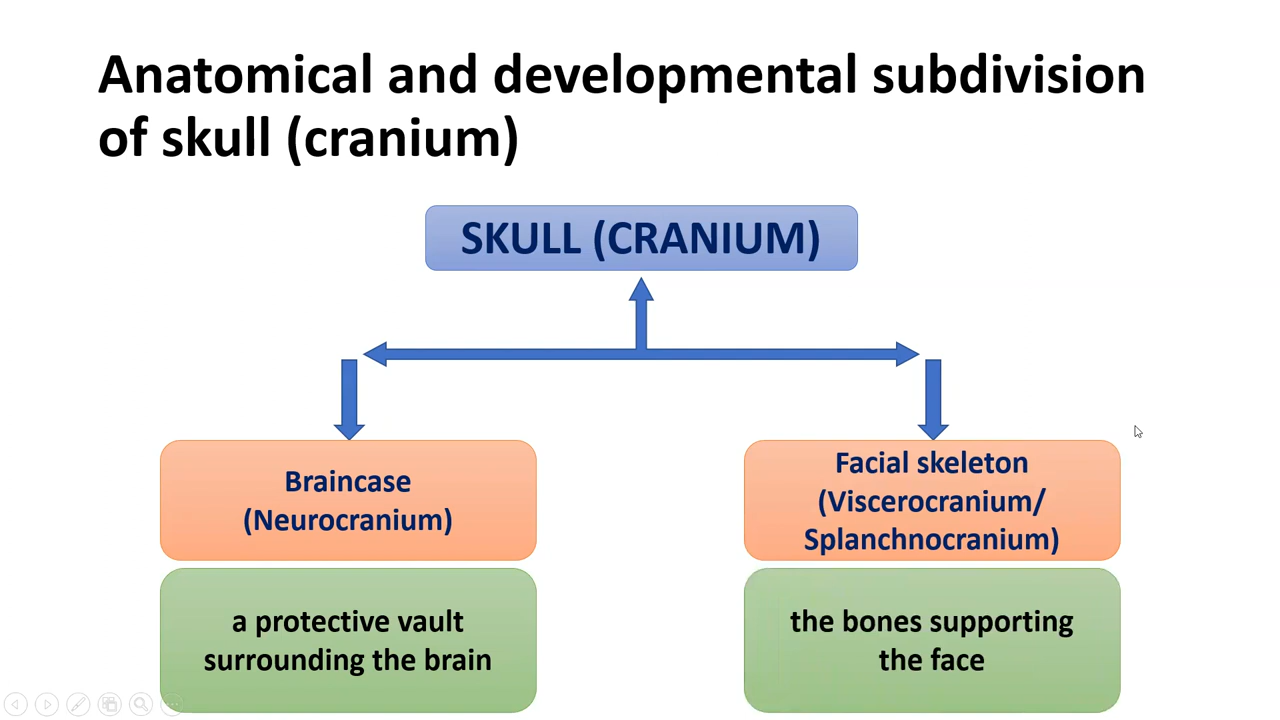 Anatomical and developmental subdivision
of skull (cranium)
SKULL (CRANIUM)
Braincase
(Neurocranium)
Facial skeleton
(Viscerocranium/
Splanchnocranium)
a protective vault
surrounding the brain
the bones supporting
the face